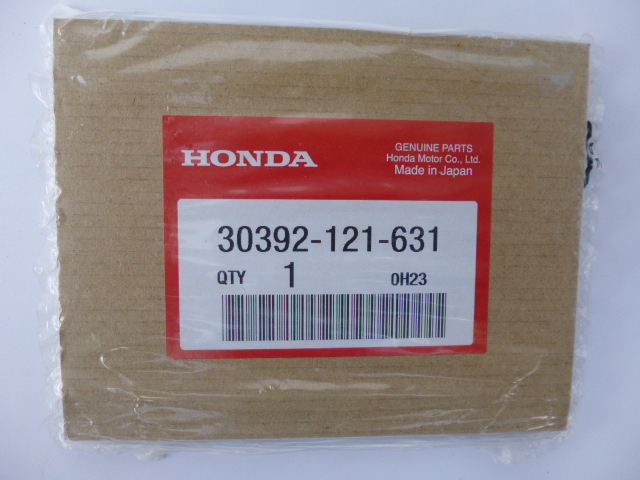 HONDA
GENUINE PARTS
Honda Motor Co., Ltd.
Made in Japan
30392-121-631
QTY 1 0H23